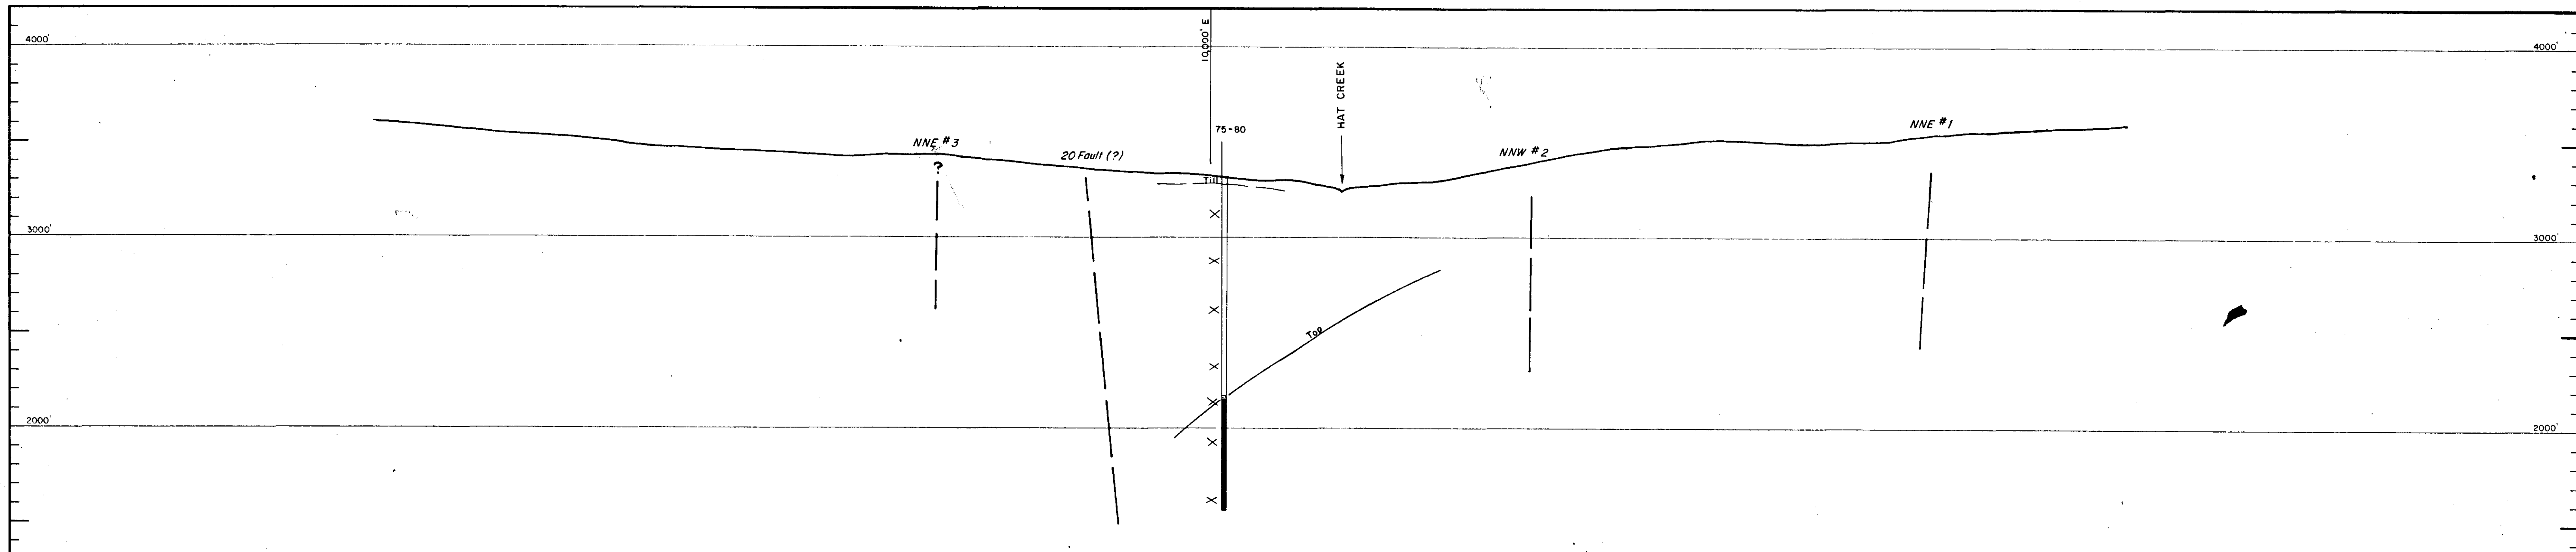 10,000' E
4000'
4000'
HAT CREEK
75-80
NNE #3
?
20 Fault (?)
NNW #2
NNE #1
Till
3000'
3000'
Top
2000'
2000'